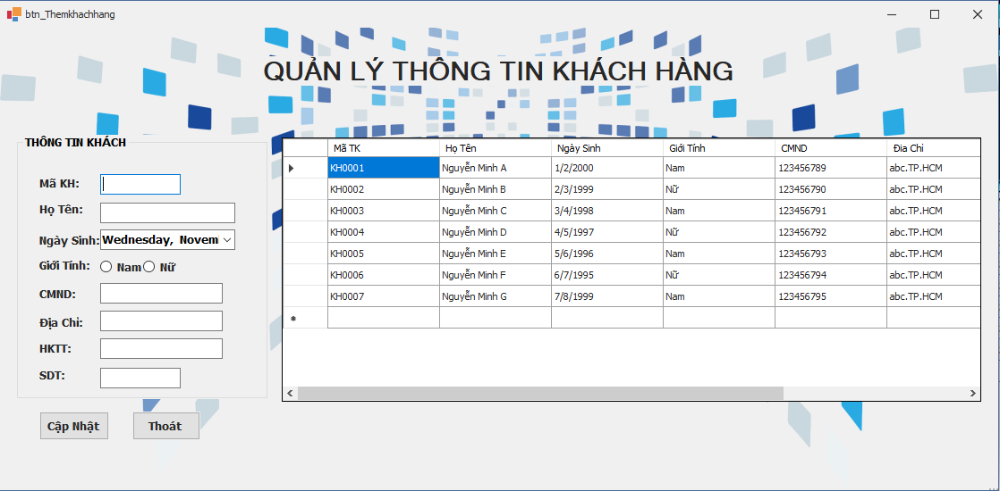 btn_Themkhachhang
QUẢN LÝ THÔNG TIN KHÁCH HÀNG
THÔNG TIN KHÁCH
Mã KH:
Họ Tên:
Ngày Sinh: Wednesday, Novem
Giới Tính: Nam Nữ
CMND:
Địa Chi:
HKTT:
SDT:
Cập Nhật Thoát
Mã TK Họ Tên Ngày Sinh Giới Tính CMND Đia Chi
KH0001 Nguyễn Minh A 1/2/2000 Nam 123456789 abc.TP.HCM
KH0002 Nguyễn Minh B 2/3/1999 Nữ 123456790 abc.TP.HCM
KH0003 Nguyễn Minh C 3/4/1998 Nam 123456791 abc.TP.HCM
KH0004 Nguyễn Minh D 4/5/1997 Nữ 123456792 abc.TP.HCM
KH0005 Nguyễn Minh E 5/6/1996 Nam 123456793 abc.TP.HCM
KH0006 Nguyễn Minh F 6/7/1995 Nữ 123456794 abc.TP.HCM
KH0007 Nguyễn Minh G 7/8/1999 Nam 123456795 abc.TP.HCM